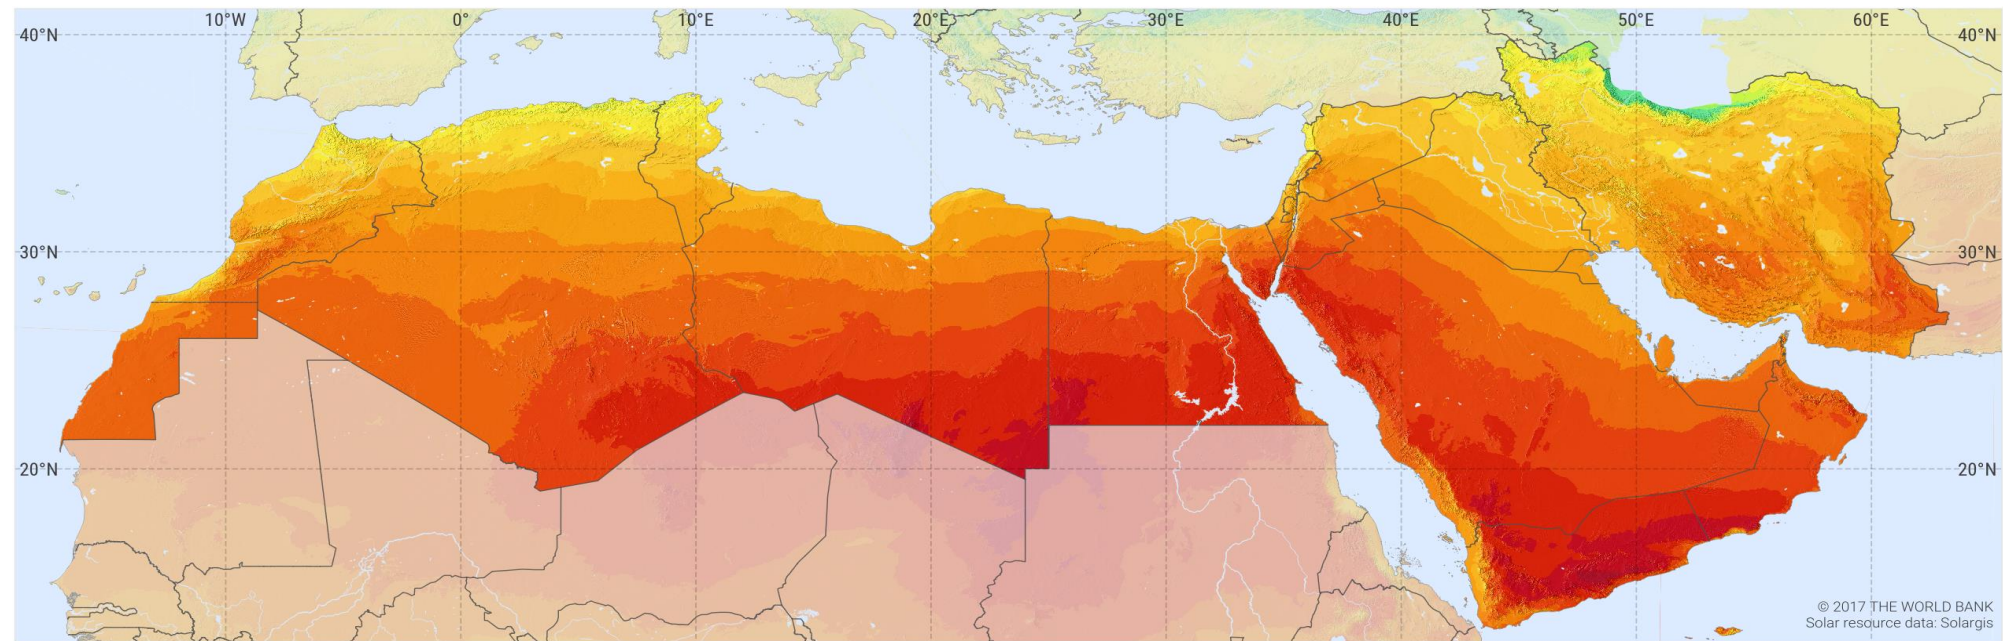 10°W 0° 10°E 20°E 30°E 40°E 50°E 60°E
40°N 40°N
30°N 30°N
20°N 20°N
© 2017 THE WORLD BANK
Solar resource data: Solargis